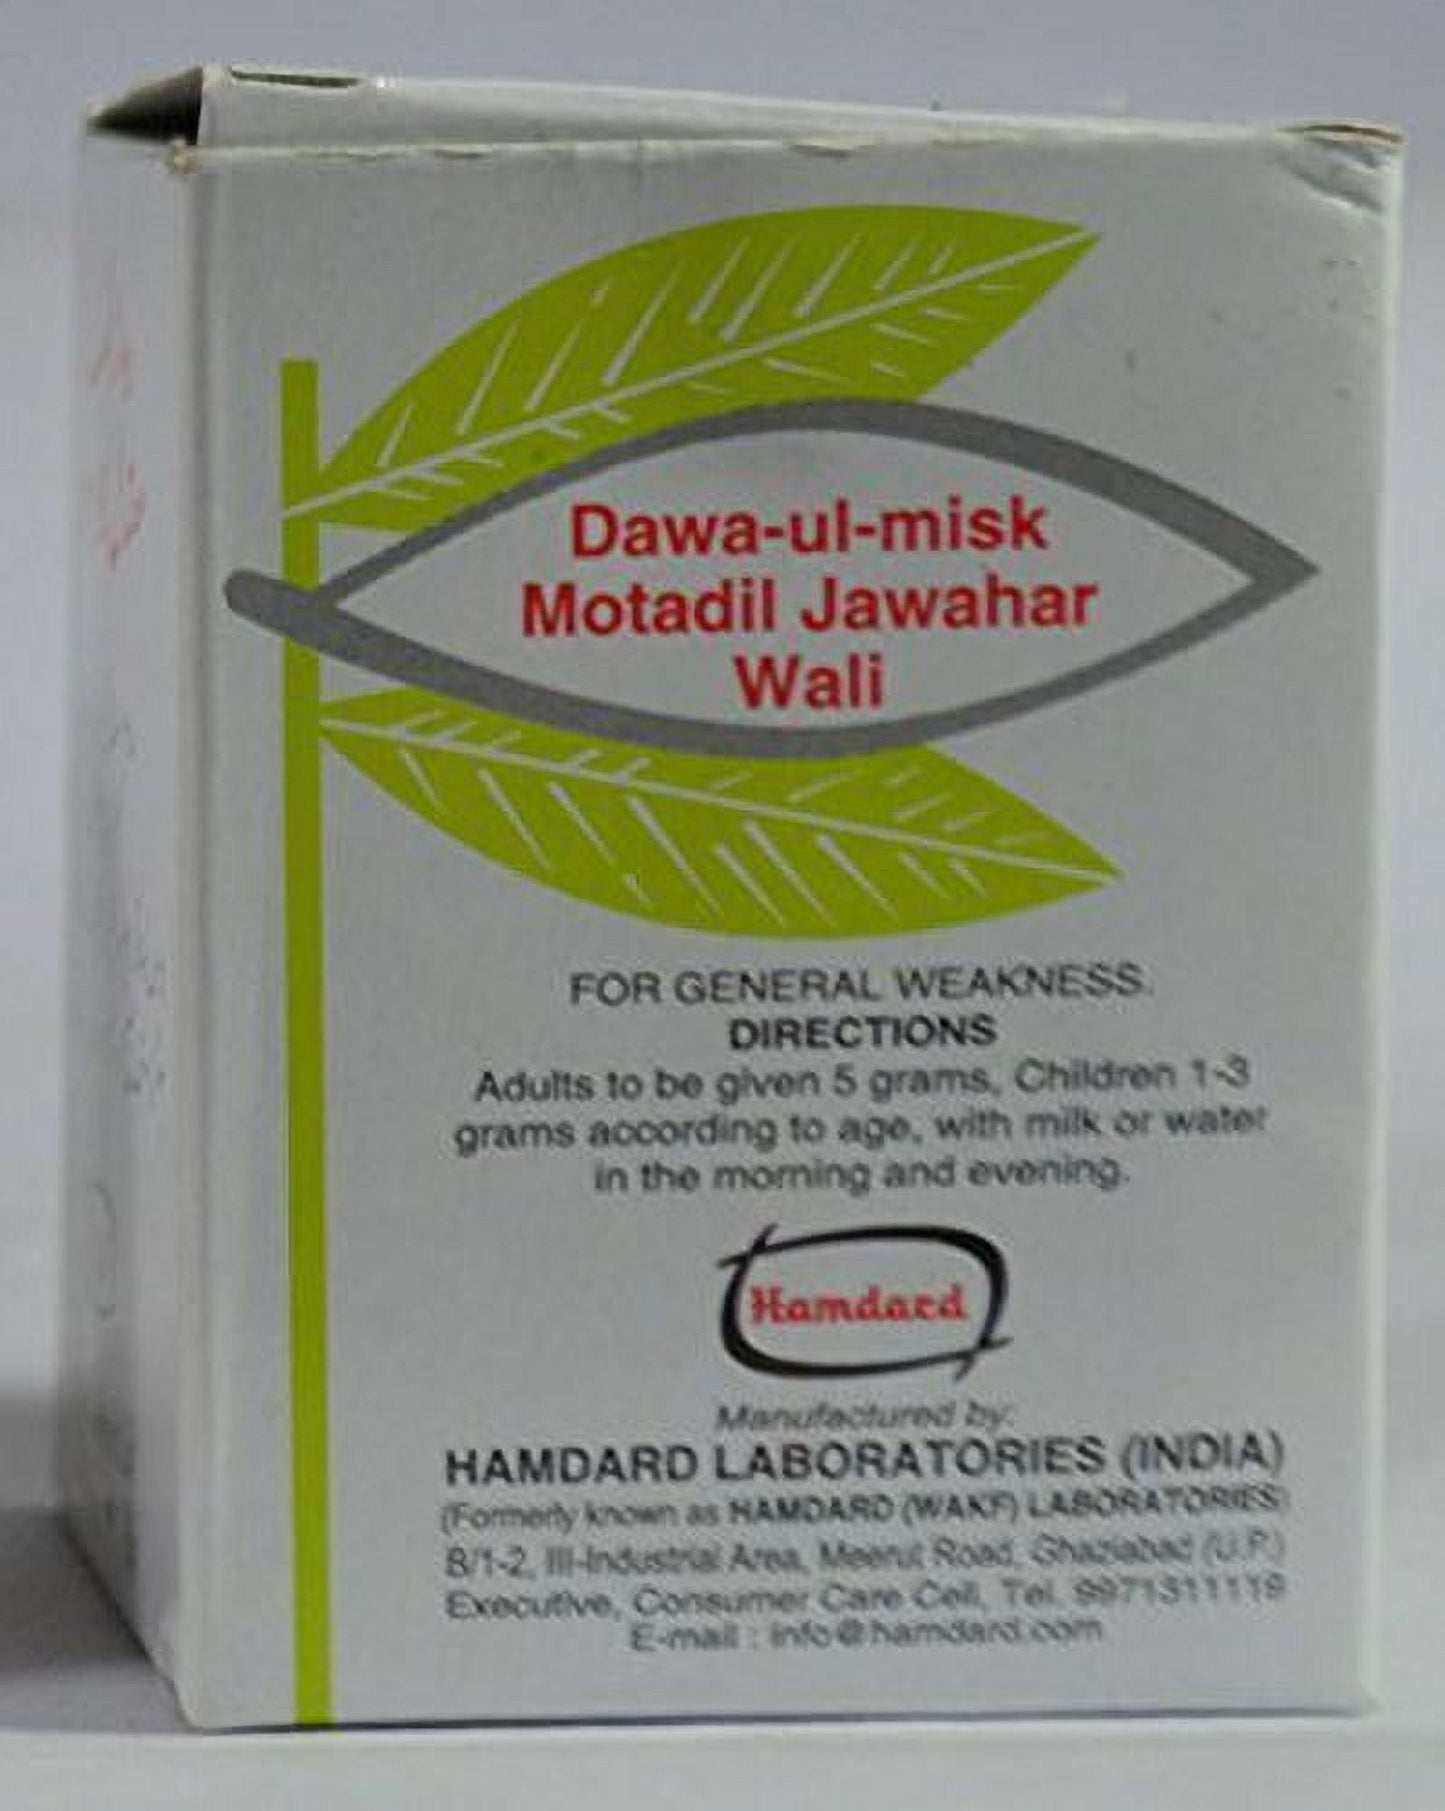 Dawa-ul-misk
Motadil Jawahar
Wali
FOR GENERAL WEAKNESS.
DIRECTIONS
Adults to be given 5 grams, Children 1-3
grams according to age, with milk or water
in the morning and evening.
Hamdard
Manufactured by:
HAMDARD LABORATORIES (INDIA)
(Formerly known as HAMDARD (WAKF) LABORATORIES)
B/1-2, III-Industrial Area, Meerut Road, Ghaziabad (U.P.)
Executive, Consumer Care Cell, Tel.
E-mail : info@hamdard.com